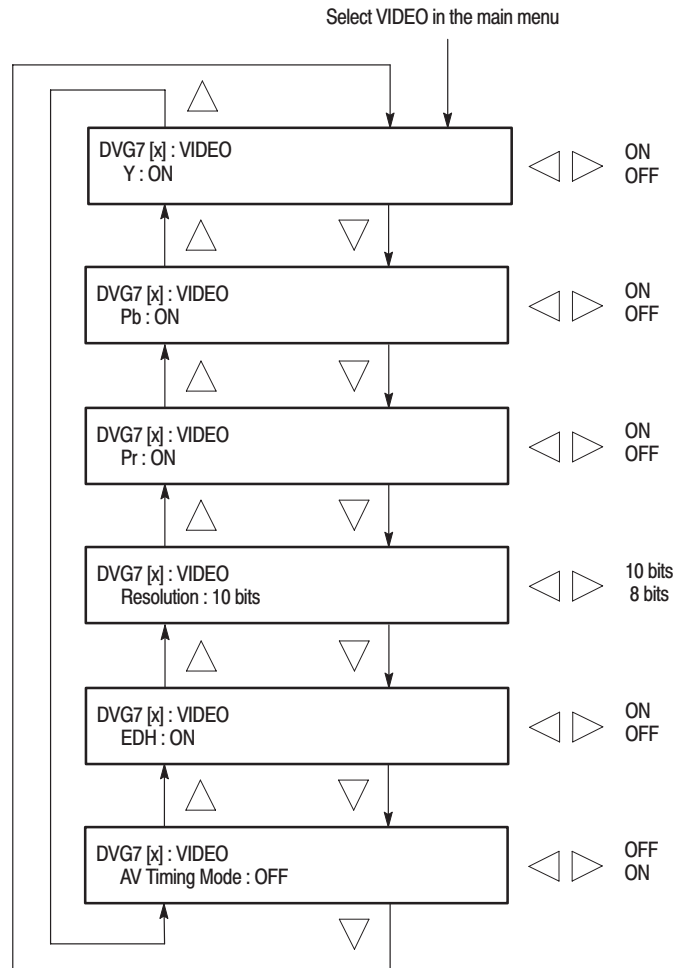 Select VIDEO in the main menu
DVG7 [x] : VIDEO
Y : ON
ON
OFF
DVG7 [x] : VIDEO
Pb : ON
ON
OFF
DVG7 [x] : VIDEO
Pr : ON
ON
OFF
DVG7 [x] : VIDEO
Resolution : 10 bits
10 bits
8 bits
DVG7 [x] : VIDEO
EDH : ON
ON
OFF
DVG7 [x] : VIDEO
AV Timing Mode : OFF
OFF
ON